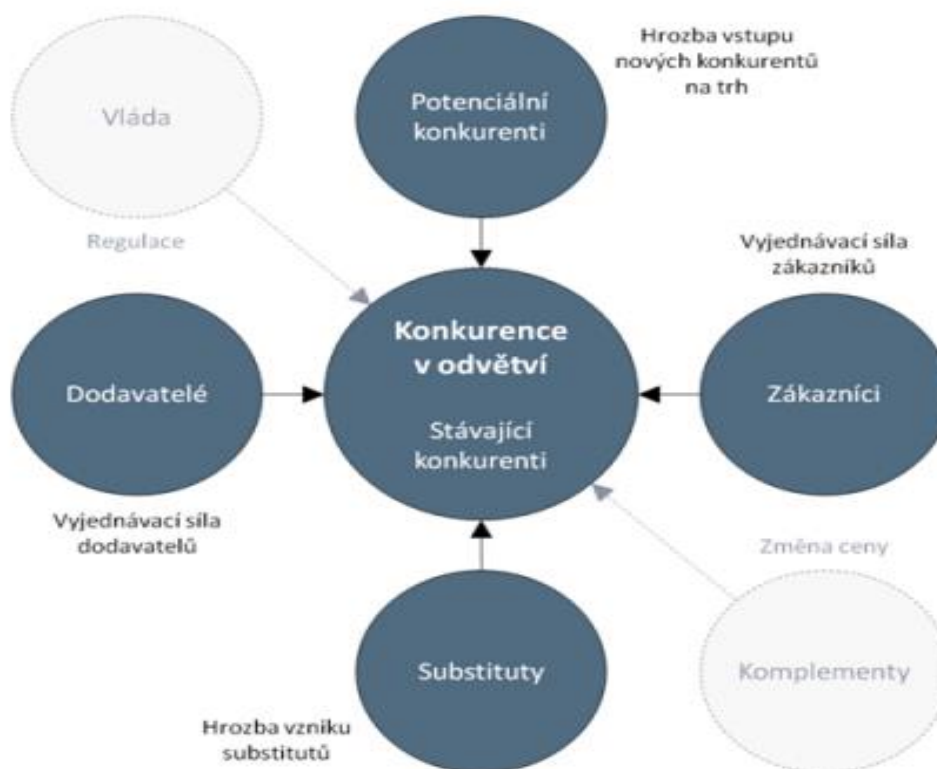 Hrozba vstupu
nových konkurentů
na trh
Vláda
Potenciální
konkurenti
Regulace
Vyjednávací síla
zákazníků
Konkurence
v odvětví
Dodavatelé
Zákazníci
Stávající
konkurenti
Vyjednávací síla
dodavatelů
Změna ceny
Substituty
Komplementy
Hrozba vzniku
substitutů